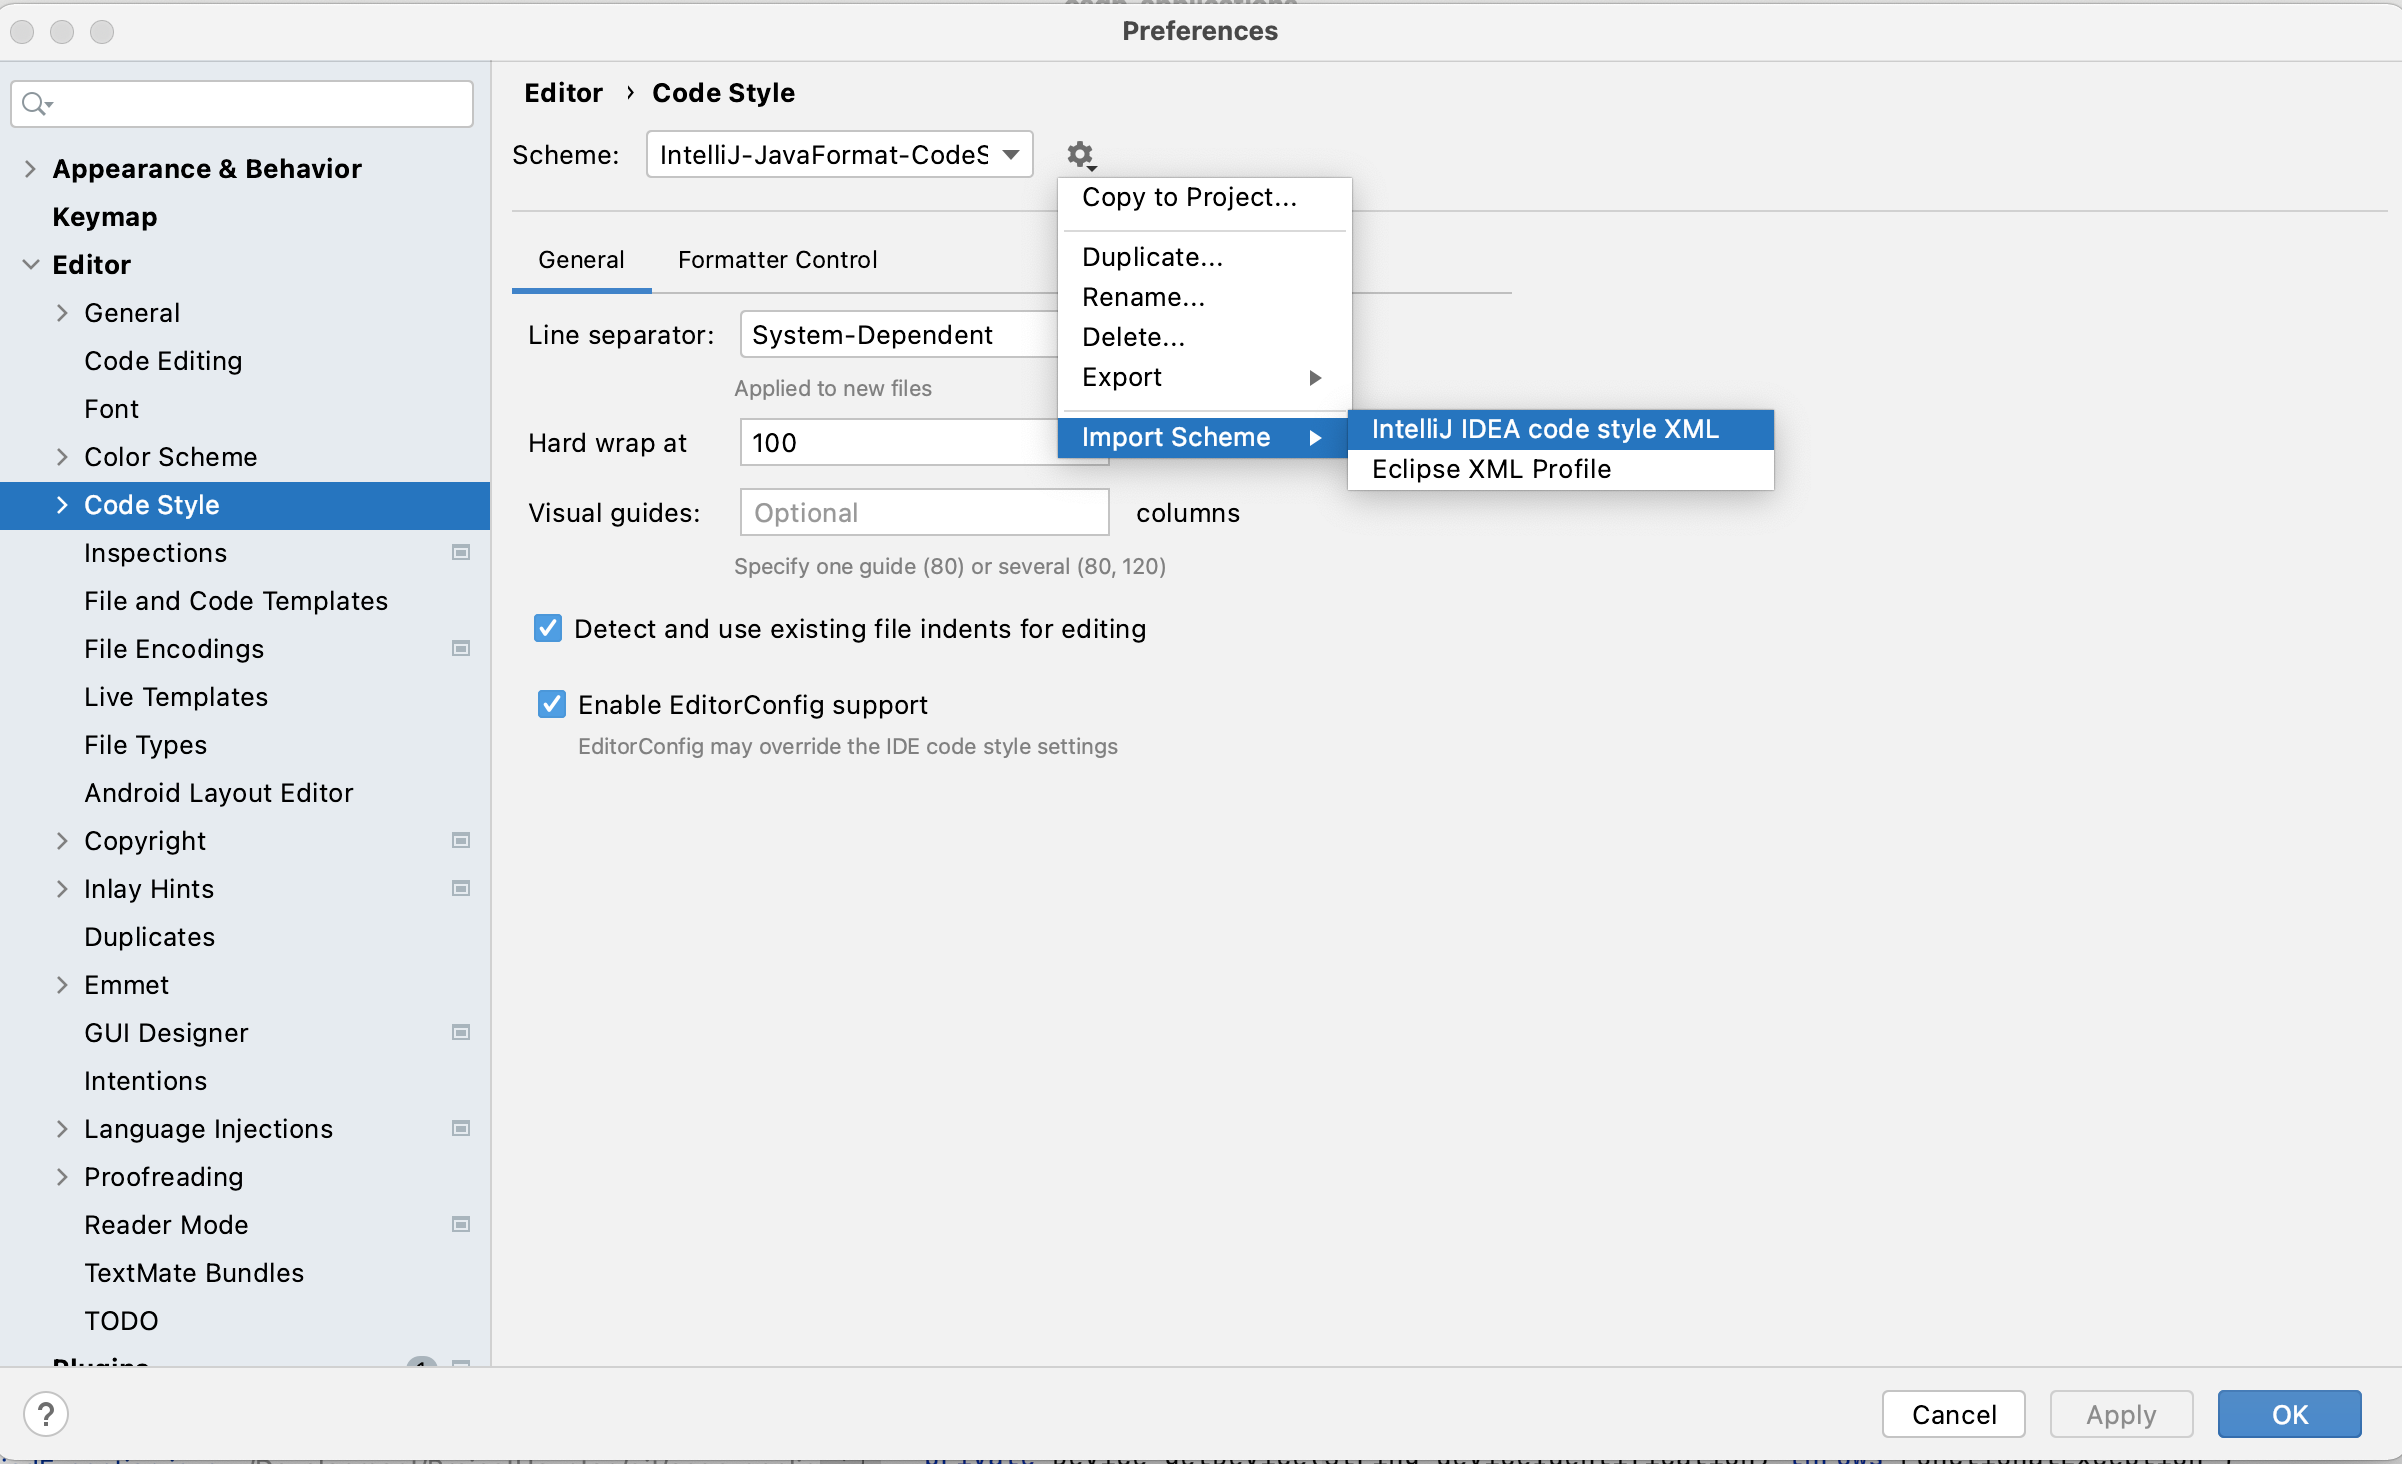 Preferences
Editor › Code Style
Scheme: IntelliJ-JavaFormat-CodeS
Appearance & Behavior
Keymap
Editor
General
Code Editing
Font
Color Scheme
Code Style
Inspections
File and Code Templates
File Encodings
Live Templates
File Types
Android Layout Editor
Copyright
Inlay Hints
Duplicates
Emmet
GUI Designer
Intentions
Language Injections
Proofreading
Reader Mode
TextMate Bundles
TODO
Plugins
General Formatter Control
Line separator: System-Dependent
Applied to new files
Hard wrap at 100
Visual guides: Optional columns
Specify one guide (80) or several (80, 120)
Detect and use existing file indents for editing
Enable EditorConfig support
EditorConfig may override the IDE code style settings
Copy to Project...
Duplicate...
Rename...
Delete...
Export
Import Scheme
IntelliJ IDEA code style XML
Eclipse XML Profile
?
Cancel Apply OK